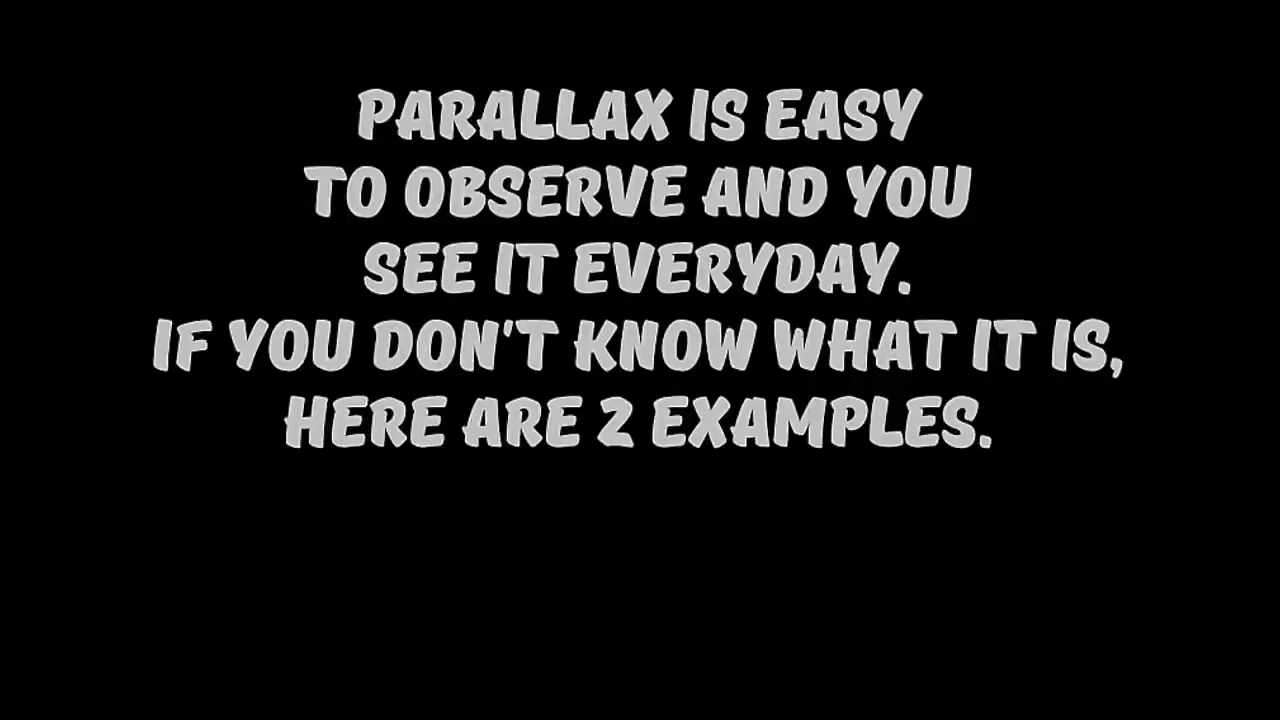 PARALLAX IS EASY
TO OBSERVE AND YOU
SEE IT EVERYDAY.
IF YOU DON'T KNOW WHAT IT IS,
HERE ARE 2 EXAMPLES.